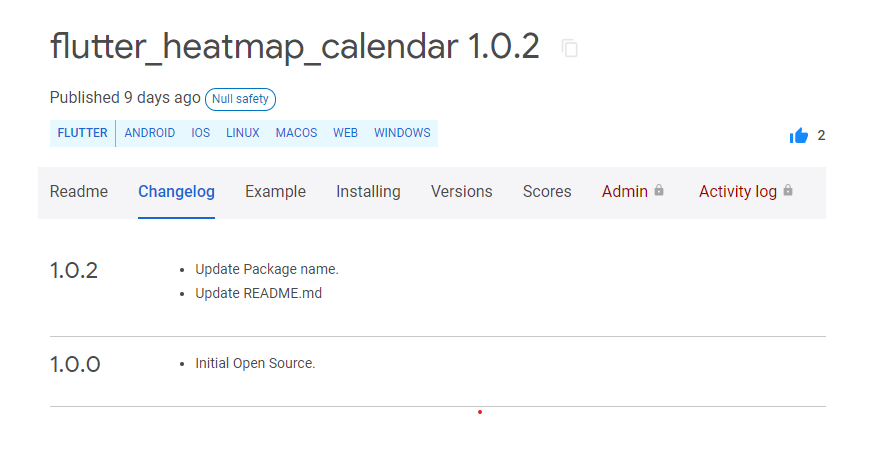 flutter_heatmap_calendar 1.0.2
Published 9 days ago Null safety
FLUTTER ANDROID IOS LINUX MACOS WEB WINDOWS
2
Readme Changelog Example Installing Versions Scores Admin Activity log
1.0.2
• Update Package name.
• Update README.md
1.0.0
• Initial Open Source.